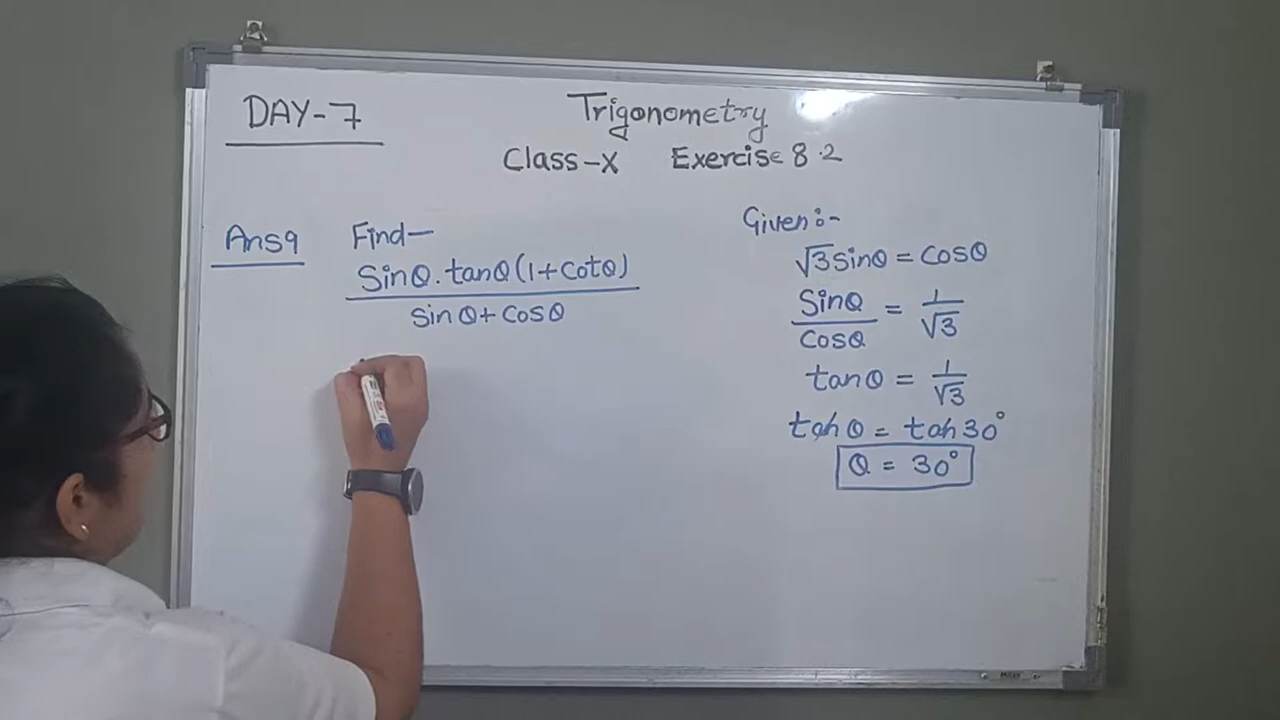 DAY-7
Trigonometry
Class-X Exercise 8.2
Ans9 Find-
Sinθ.tanθ(1+Cotθ)
Sinθ+Cosθ
Given:-
√3Sinθ=Cosθ
Sinθ/Cosθ = 1/√3
tanθ = 1/√3
tanθ = tan30°
θ = 30°